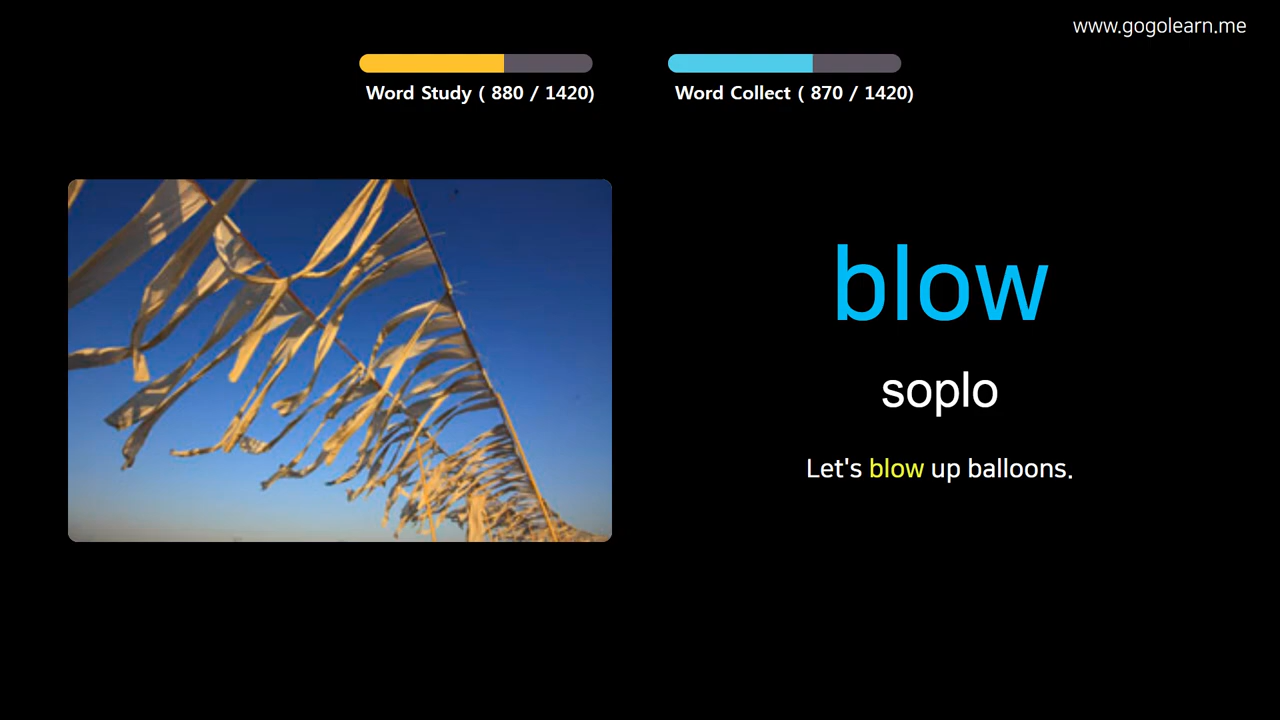 www.gogolearn.me
Word Study ( 880 / 1420)
Word Collect ( 870 / 1420)
blow
soplo
Let's blow up balloons.